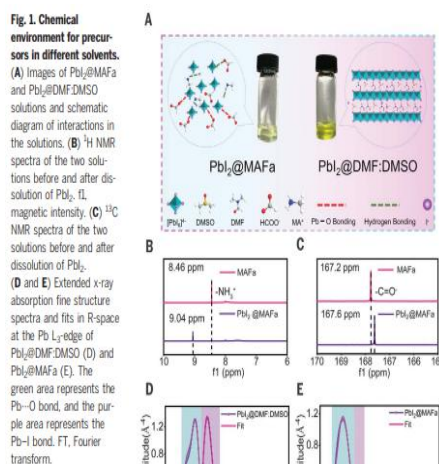 Fig. 1. Chemical
environment for precur-
sors in different solvents.
(A) Images of PbI₂@MAFa
and PbI₂@DMF:DMSO
solutions and schematic
diagram of interactions in
the solutions. (B) ¹H NMR
spectra of the two solu-
tions before and after dis-
solution of PbI₂. f1,
magnetic intensity. (C) ¹³C
NMR spectra of the two
solutions before and after
dissolution of PbI₂.
(D and E) Extended x-ray
absorption fine structure
spectra and fits in R-space
at the Pb L₃-edge of
PbI₂@DMF:DMSO (D) and
PbI₂@MAFa (E). The
green area represents the
Pb···O bond, and the pur-
ple area represents the
Pb–I bond. FT, Fourier
transform.
A
PbI₂@MAFa PbI₂@DMF:DMSO
[PbI₆]⁴⁻ DMSO DMF HCOO MA⁺ Pb–O Bonding Hydrogen Bonding I⁻
B
8.46 ppm
MAFa
-NH₃⁺
9.04 ppm
PbI₂ @MAFa
10 9 8 7 6
f1 (ppm)
C
167.2 ppm
MAFa
-C=O⁻
167.6 ppm
PbI₂@MAFa
170 169 168 167 166
f1 (ppm)
D
PbI₂@DMF:DMSO
Fit
1.2
0.8
E
PbI₂@MAFa
Fit
1.2
0.8